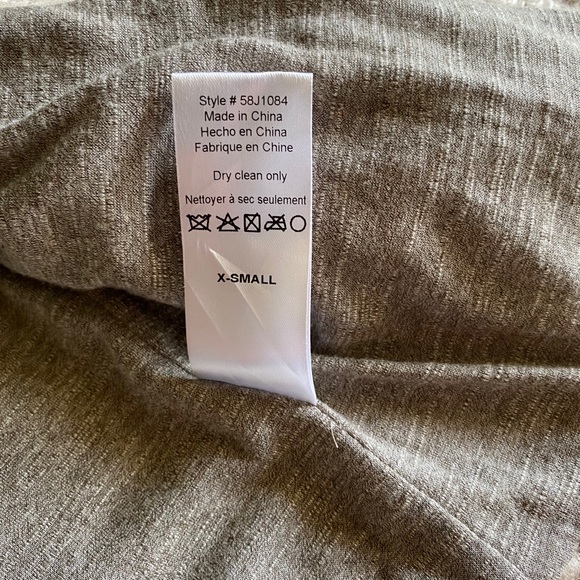 Style # 58J1084
Made in China
Hecho en China
Fabrique en Chine
Dry clean only
Nettoyer à sec seulement
X-SMALL